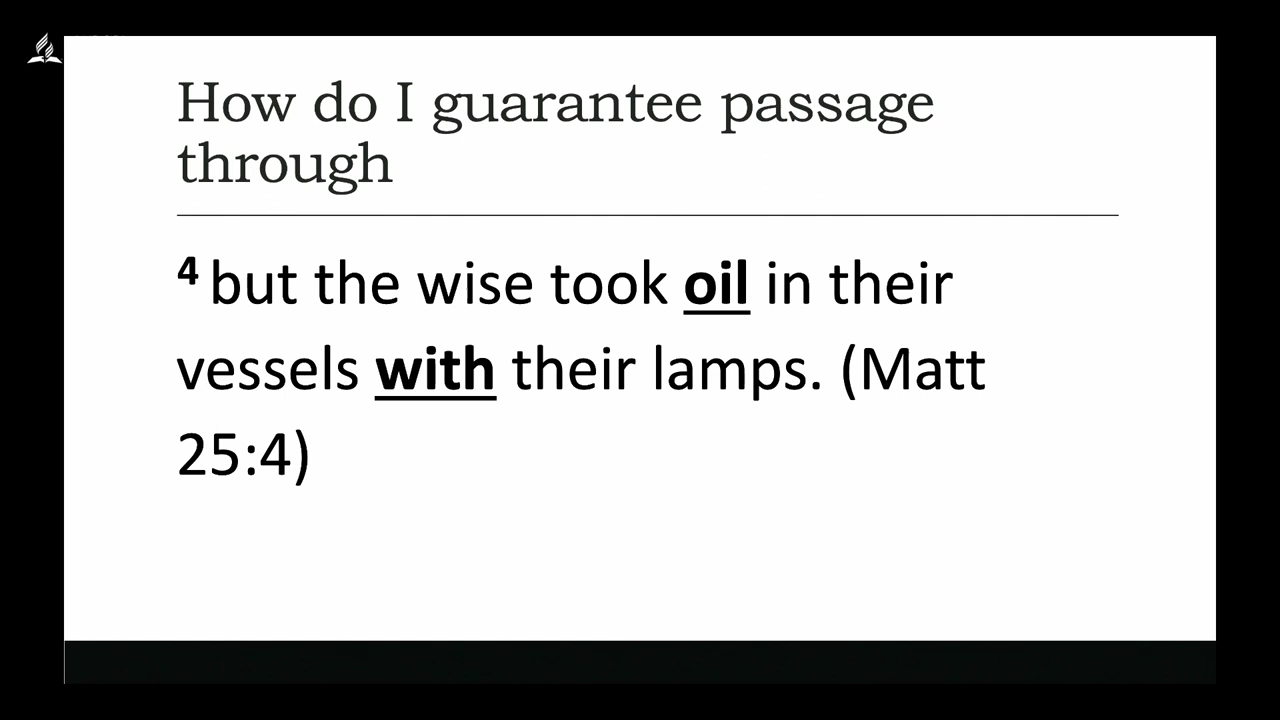 How do I guarantee passage
through
4 but the wise took oil in their
vessels with their lamps. (Matt
25:4)